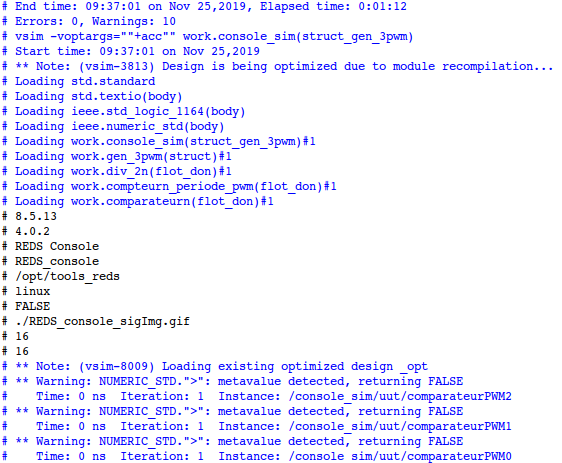 # End time: 09:37:01 on Nov 25,2019, Elapsed time: 0:01:12
# Errors: 0, Warnings: 10
# vsim -voptargs=""+acc"" work.console_sim(struct_gen_3pwm)
# Start time: 09:37:01 on Nov 25,2019
# ** Note: (vsim-3813) Design is being optimized due to module recompilation...
# Loading std.standard
# Loading std.textio(body)
# Loading ieee.std_logic_1164(body)
# Loading ieee.numeric_std(body)
# Loading work.console_sim(struct_gen_3pwm)#1
# Loading work.gen_3pwm(struct)#1
# Loading work.div_2n(flot_don)#1
# Loading work.compteurn_periode_pwm(flot_don)#1
# Loading work.comparateurn(flot_don)#1
# 8.5.13
# 4.0.2
# REDS Console
# REDS_console
# /opt/tools_reds
# linux
# FALSE
# ./REDS_console_sigImg.gif
# 16
# 16
# ** Note: (vsim-8009) Loading existing optimized design _opt
# ** Warning: NUMERIC_STD.">": metavalue detected, returning FALSE
#    Time: 0 ns  Iteration: 1  Instance: /console_sim/uut/comparateurPWM2
# ** Warning: NUMERIC_STD.">": metavalue detected, returning FALSE
#    Time: 0 ns  Iteration: 1  Instance: /console_sim/uut/comparateurPWM1
# ** Warning: NUMERIC_STD.">": metavalue detected, returning FALSE
#    Time: 0 ns  Iteration: 1  Instance: /console_sim/uut/comparateurPWM0